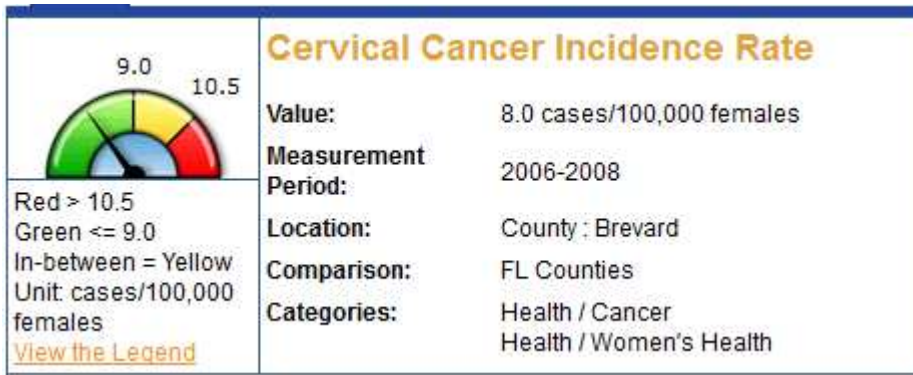 9.0
10.5
Red > 10.5
Green <= 9.0
In-between = Yellow
Unit: cases/100,000
females
View the Legend
Cervical Cancer Incidence Rate
Value: 8.0 cases/100,000 females
Measurement
Period: 2006-2008
Location: County : Brevard
Comparison: FL Counties
Categories: Health / Cancer
Health / Women's Health